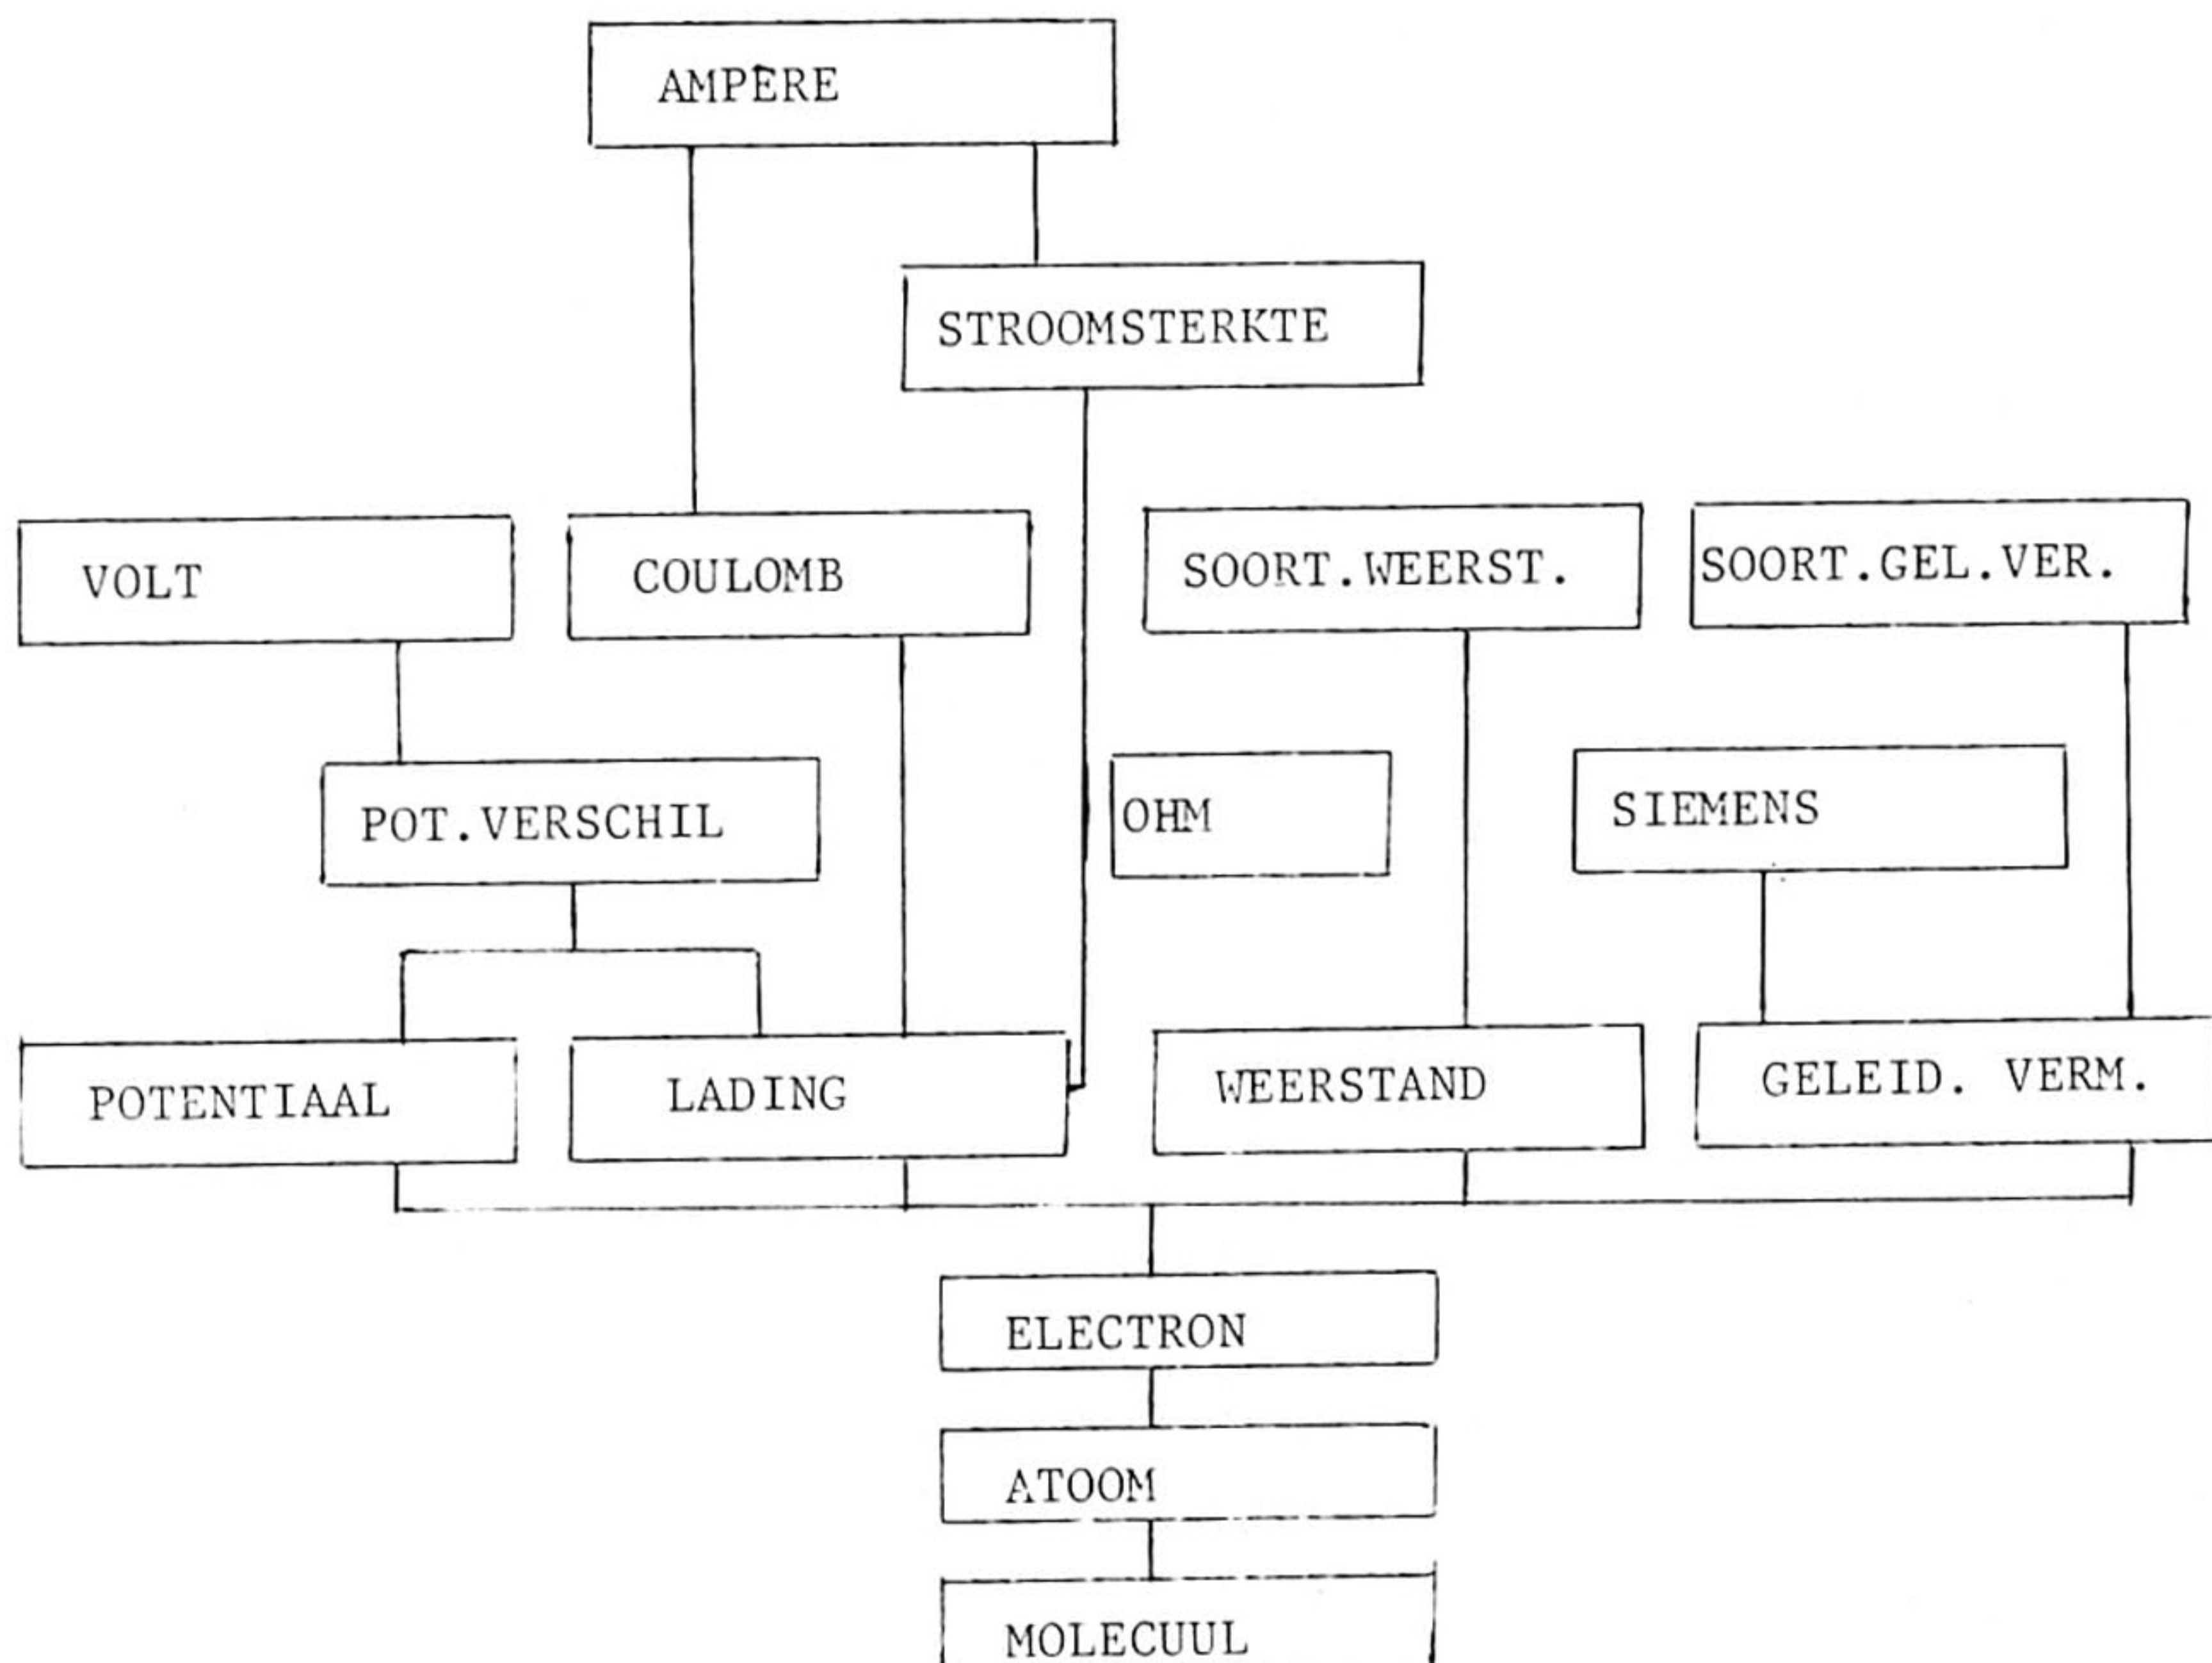 AMPÈRE
STROOMSTERKTE
VOLT
COULOMB
SOORT.WEERST.
SOORT.GEL.VER.
POT.VERSCHIL
OHM
SIEMENS
POTENTIAAL
LADING
WEERSTAND
GELEID. VERM.
ELECTRON
ATOOM
MOLECUUL